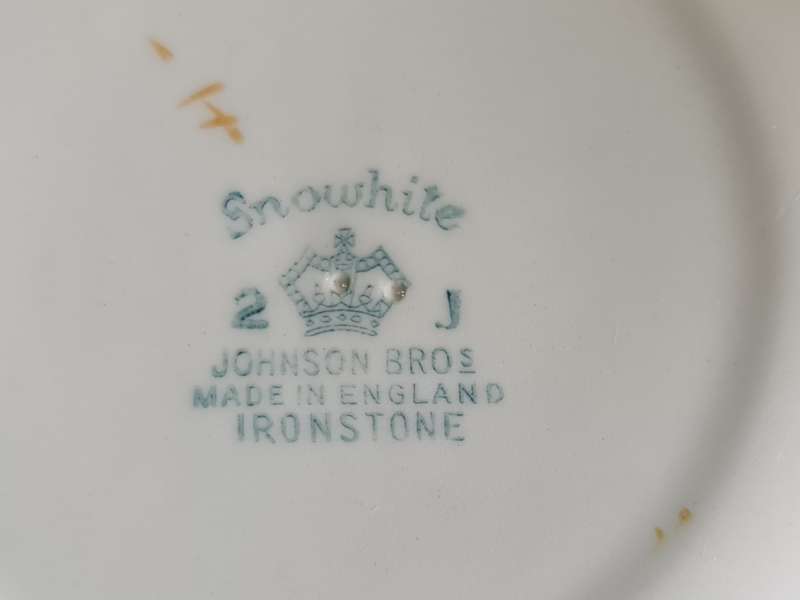 Snowhite
2 J
JOHNSON BROS
MADE IN ENGLAND
IRONSTONE